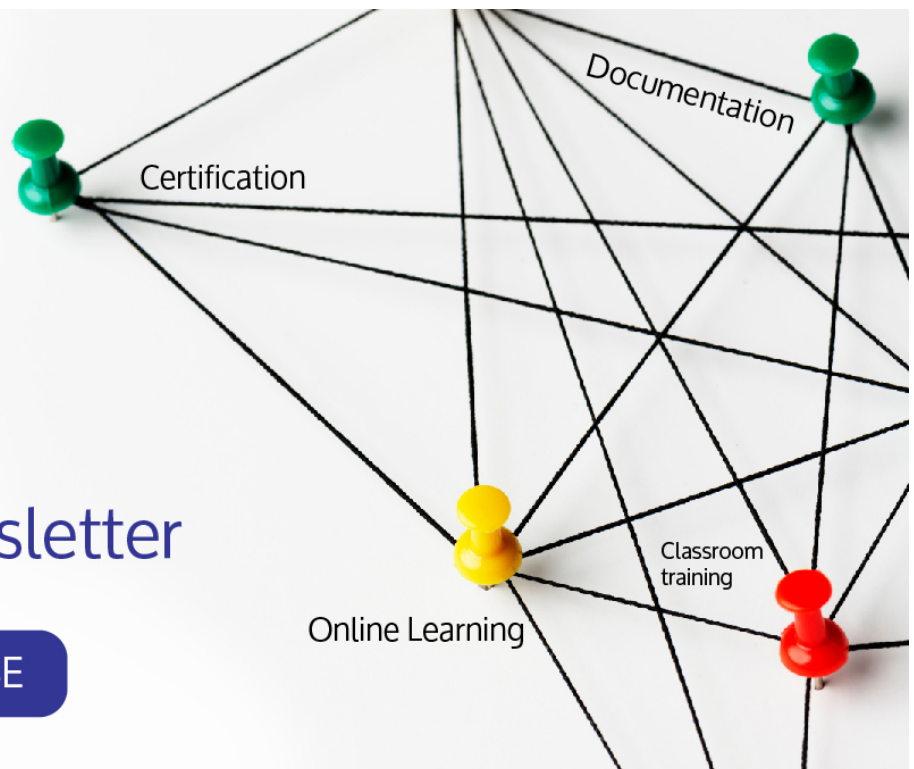 Documentation
Certification
sletter
Classroom
training
Online Learning
E